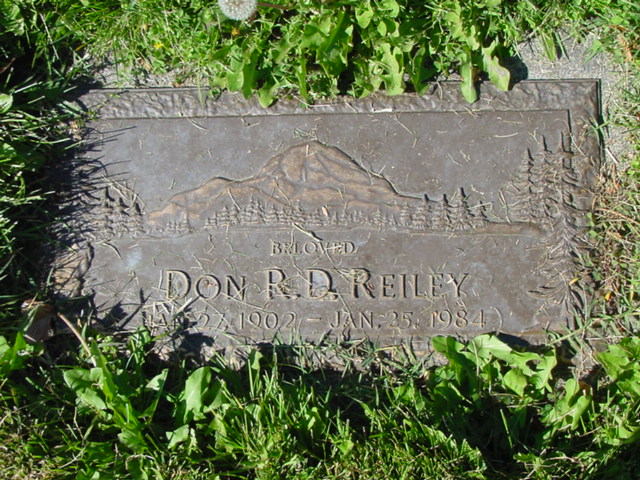 BELOVED
DON R. D. REILEY
27, 1902 – JAN. 25, 1984